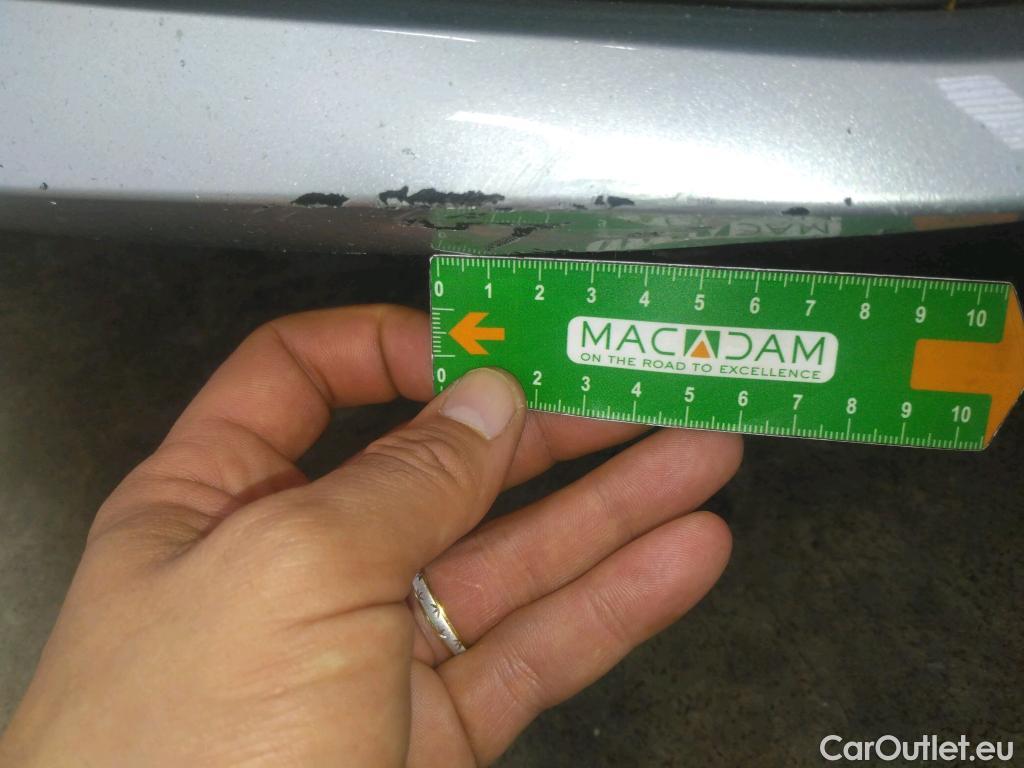 0 1 2 3 4 5 6 7 8 9 10
MACADAM
ON THE ROAD TO EXCELLENCE
0 2 3 4 5 6 7 8 9 10
CarOutlet.eu